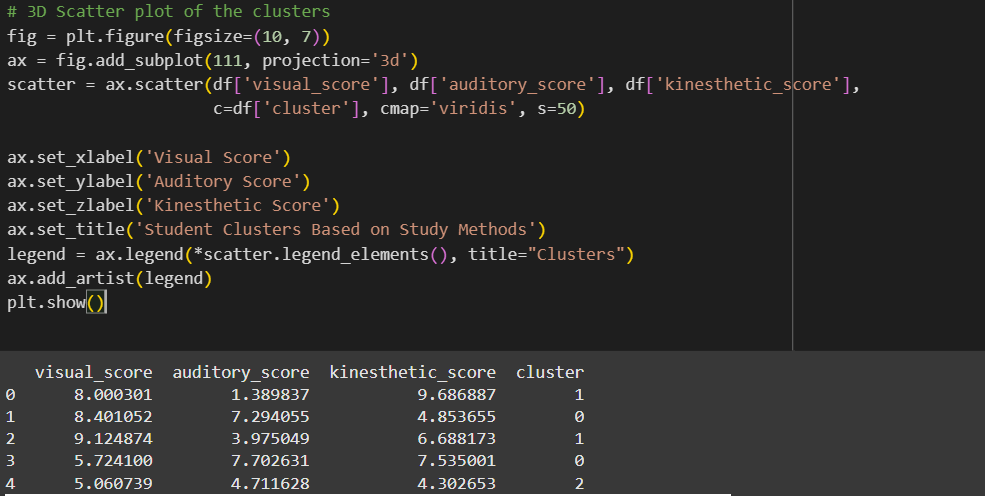 # 3D Scatter plot of the clusters
fig = plt.figure(figsize=(10, 7))
ax = fig.add_subplot(111, projection='3d')
scatter = ax.scatter(df['visual_score'], df['auditory_score'], df['kinesthetic_score'],
                     c=df['cluster'], cmap='viridis', s=50)

ax.set_xlabel('Visual Score')
ax.set_ylabel('Auditory Score')
ax.set_zlabel('Kinesthetic Score')
ax.set_title('Student Clusters Based on Study Methods')
legend = ax.legend(*scatter.legend_elements(), title="Clusters")
ax.add_artist(legend)
plt.show()

   visual_score  auditory_score  kinesthetic_score  cluster
0      8.000301        1.389837           9.686887        1
1      8.401052        7.294055           4.853655        0
2      9.124874        3.975049           6.688173        1
3      5.724100        7.702631           7.535001        0
4      5.060739        4.711628           4.302653        2